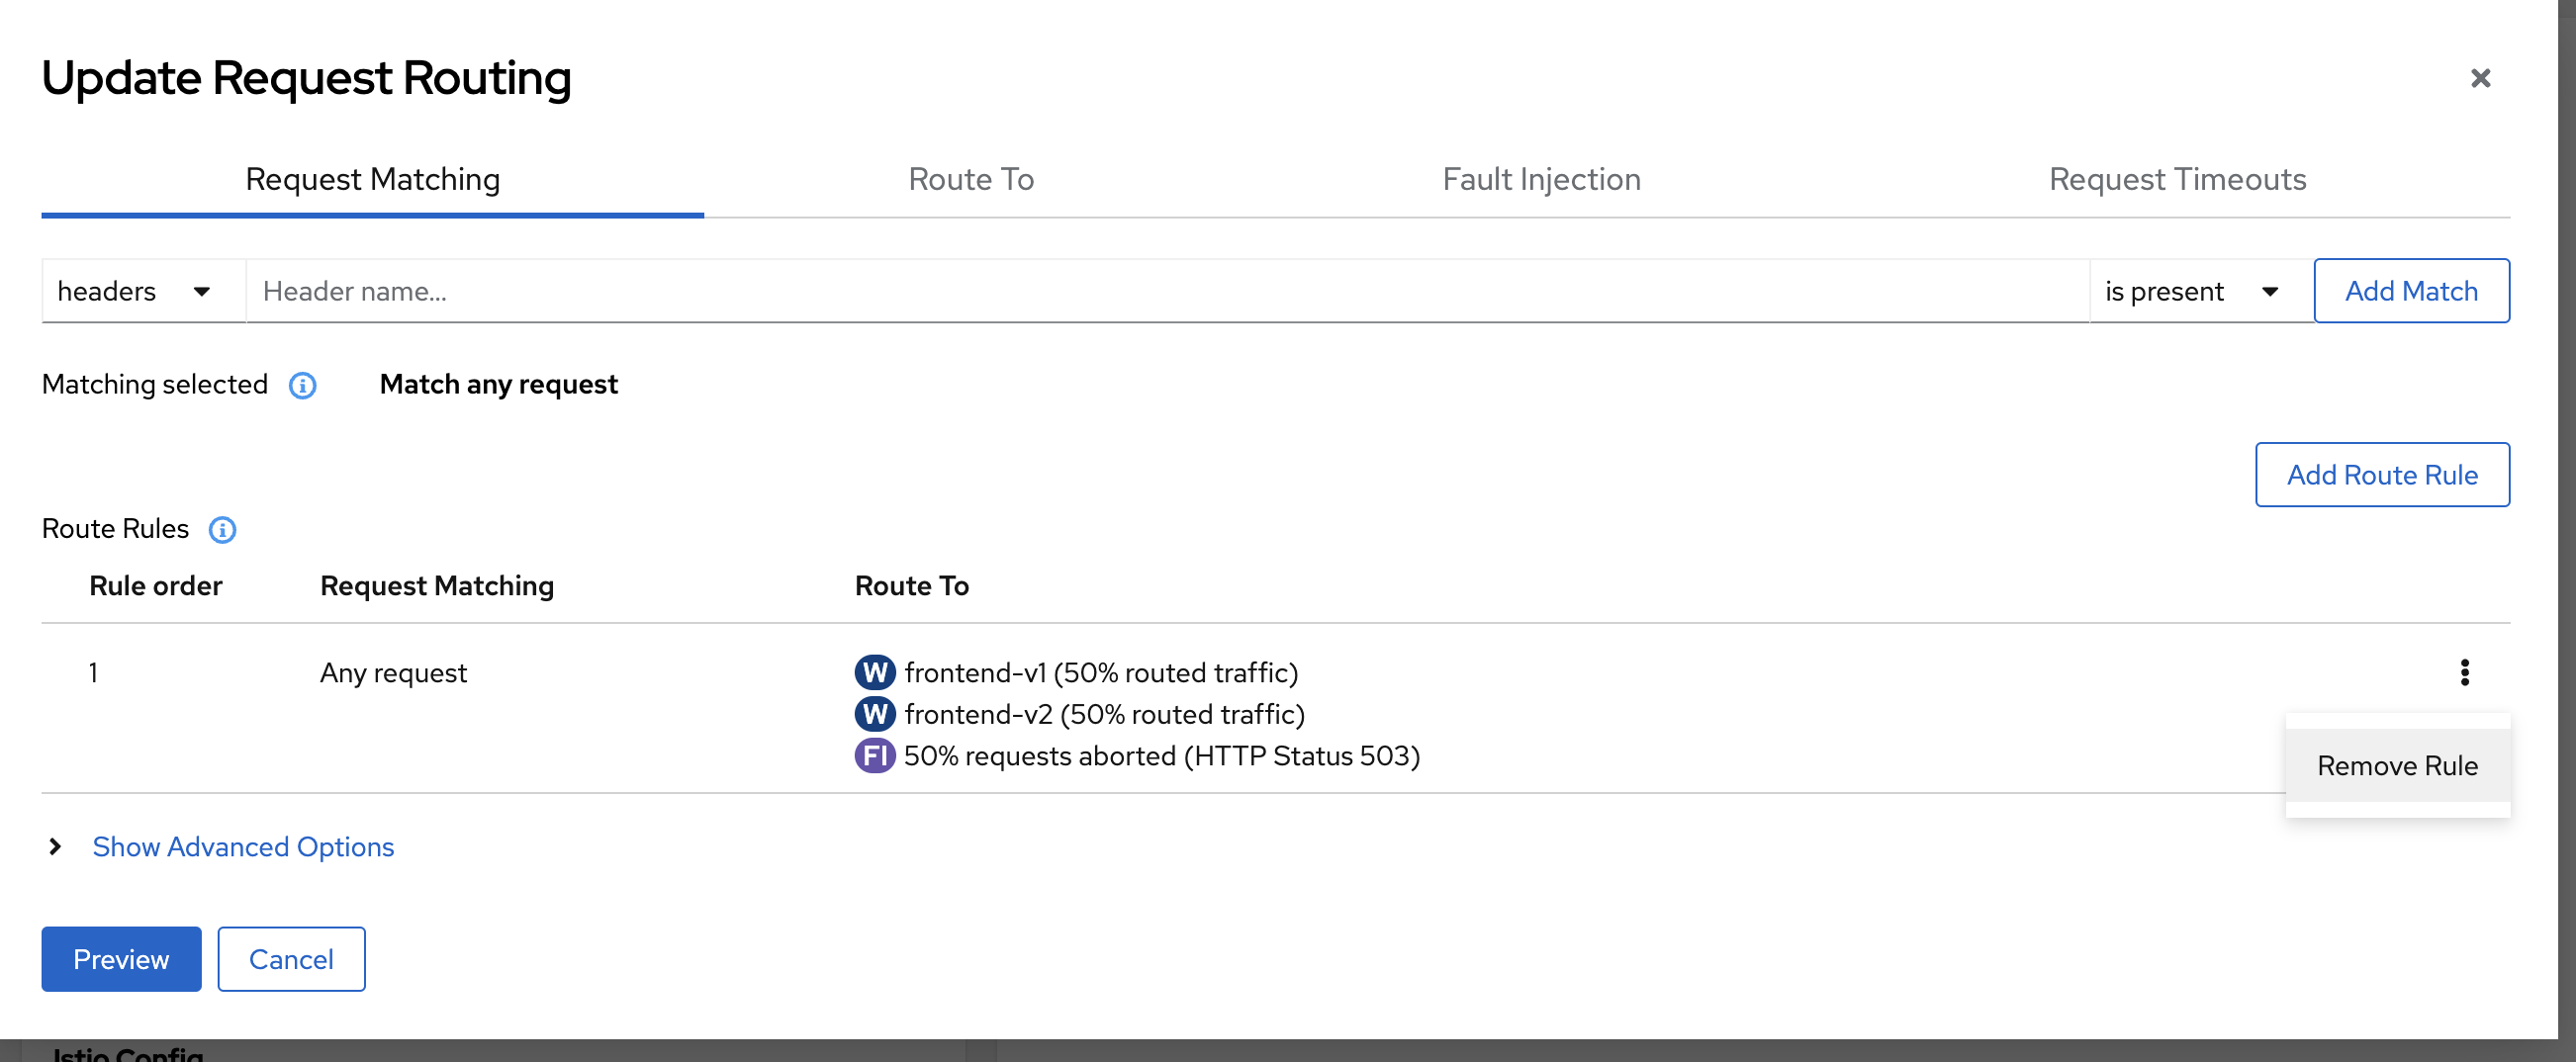 Update Request Routing
Request Matching Route To Fault Injection Request Timeouts
headers Header name... is present Add Match
Matching selected Match any request
Add Route Rule
Route Rules
Rule order Request Matching Route To
1 Any request W frontend-v1 (50% routed traffic)
W frontend-v2 (50% routed traffic)
FI 50% requests aborted (HTTP Status 503)
Remove Rule
Show Advanced Options
Preview Cancel
Istio Config